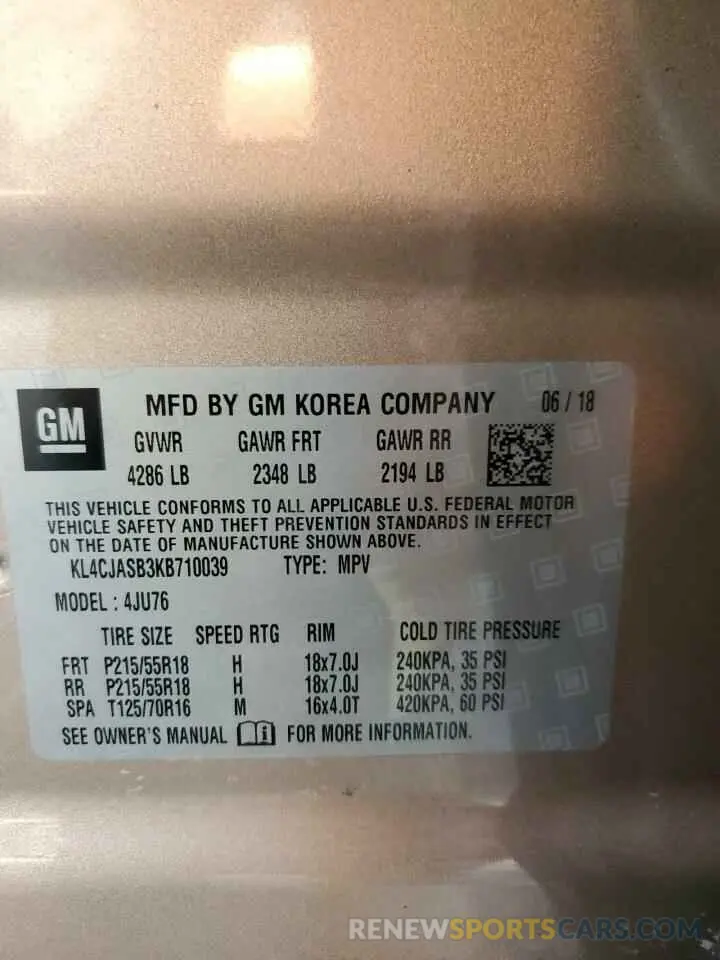 GM
MFD BY GM KOREA COMPANY 06 / 18
GVWR GAWR FRT GAWR RR
4286 LB 2348 LB 2194 LB
THIS VEHICLE CONFORMS TO ALL APPLICABLE U.S. FEDERAL MOTOR
VEHICLE SAFETY AND THEFT PREVENTION STANDARDS IN EFFECT
ON THE DATE OF MANUFACTURE SHOWN ABOVE.
KL4CJASB3KB710039 TYPE: MPV
MODEL : 4JU76
TIRE SIZE SPEED RTG RIM COLD TIRE PRESSURE
FRT P215/55R18 H 18x7.0J 240KPA, 35 PSI
RR P215/55R18 H 18x7.0J 240KPA, 35 PSI
SPA T125/70R16 M 16x4.0T 420KPA, 60 PSI
SEE OWNER'S MANUAL i FOR MORE INFORMATION.
RENEWSPORTSCARS.COM